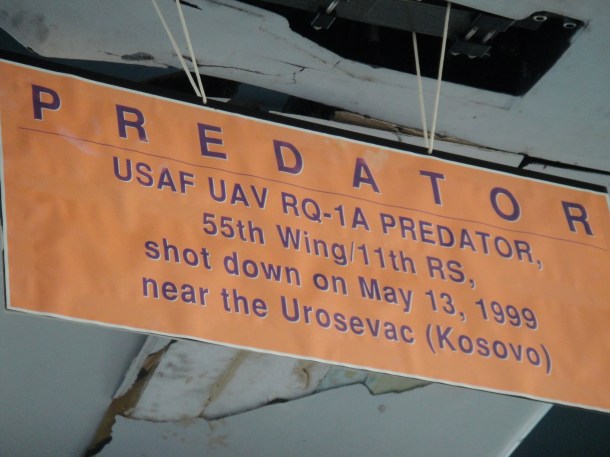 PREDATOR
USAF UAV RQ-1A PREDATOR,
55th Wing/11th RS,
shot down on May 13, 1999
near the Urosevac (Kosovo)